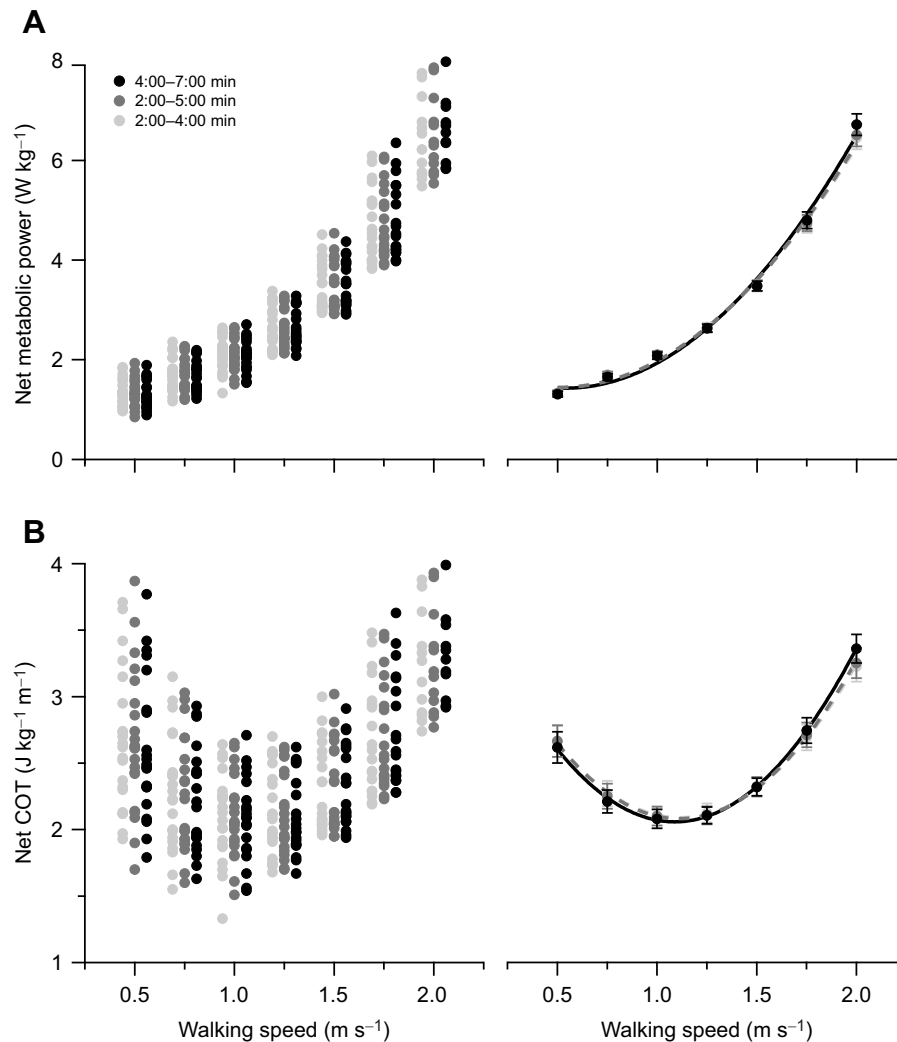 A
8
6
4
2
0
Net metabolic power (W kg⁻¹)
4:00–7:00 min
2:00–5:00 min
2:00–4:00 min
B
4
3
2
1
Net COT (J kg⁻¹ m⁻¹)
0.5 1.0 1.5 2.0 0.5 1.0 1.5 2.0
Walking speed (m s⁻¹) Walking speed (m s⁻¹)